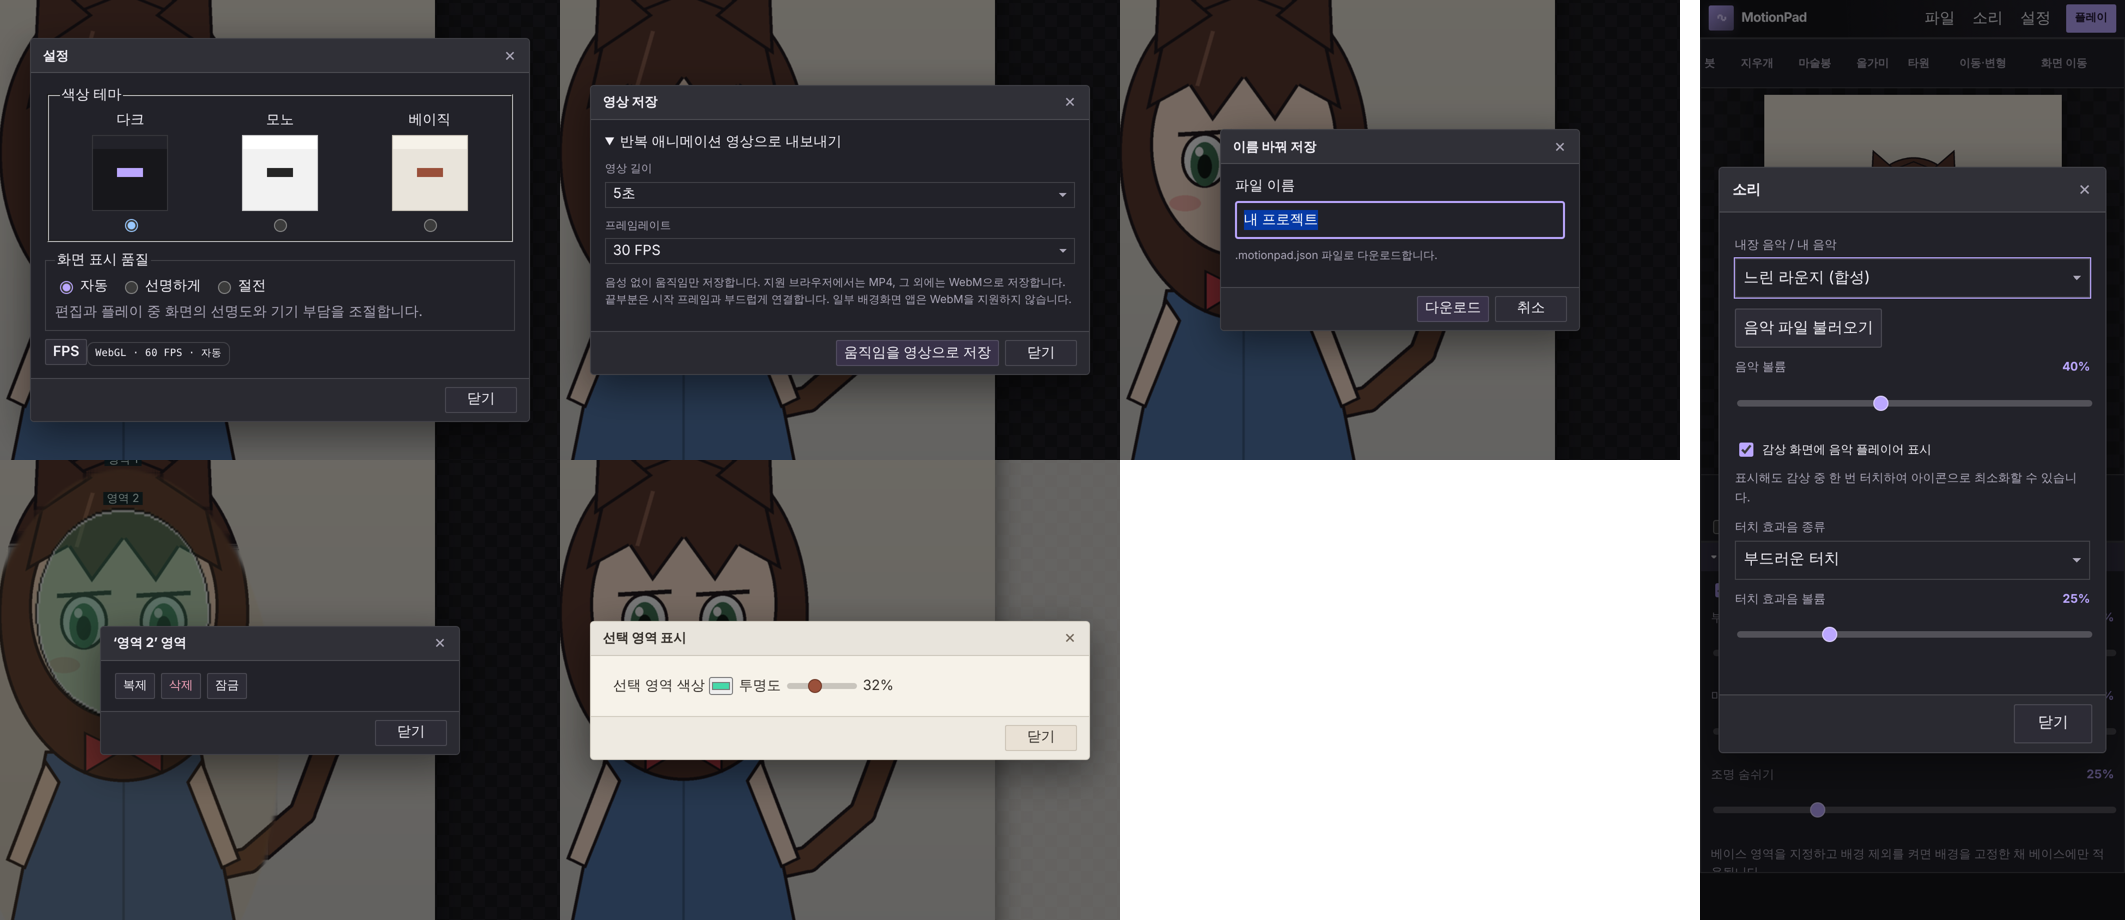 설정
색상 테마
다크
모노
베이직
화면 표시 품질
자동
선명하게
절전
편집과 플레이 중 화면의 선명도와 기기 부담을 조절합니다.
FPS
WebGL · 60 FPS · 자동
닫기
영상 저장
▼ 반복 애니메이션 영상으로 내보내기
영상 길이
5초
프레임레이트
30 FPS
음성 없이 움직임만 저장합니다. 지원 브라우저에서는 MP4, 그 외에는 WebM으로 저장합니다.
끝부분은 시작 프레임과 부드럽게 연결합니다. 일부 배경화면 앱은 WebM을 지원하지 않습니다.
움직임을 영상으로 저장
닫기
이름 바꿔 저장
파일 이름
내 프로젝트
.motionpad.json 파일로 다운로드합니다.
다운로드
취소
영역 2
‘영역 2’ 영역
복제
삭제
잠금
닫기
선택 영역 표시
선택 영역 색상
투명도
32%
닫기
MotionPad
파일
소리
설정
플레이
붓
지우개
마술봉
올가미
타원
이동·변형
화면 이동
소리
내장 음악 / 내 음악
느린 라운지 (합성)
음악 파일 불러오기
음악 볼륨
40%
감상 화면에 음악 플레이어 표시
표시해도 감상 중 한 번 터치하여 아이콘으로 최소화할 수 있습니
다.
터치 효과음 종류
부드러운 터치
터치 효과음 볼륨
25%
닫기
조명 숨쉬기
25%
베이스 영역을 지정하고 배경 제외를 켜면 배경을 고정한 채 베이스에만 적